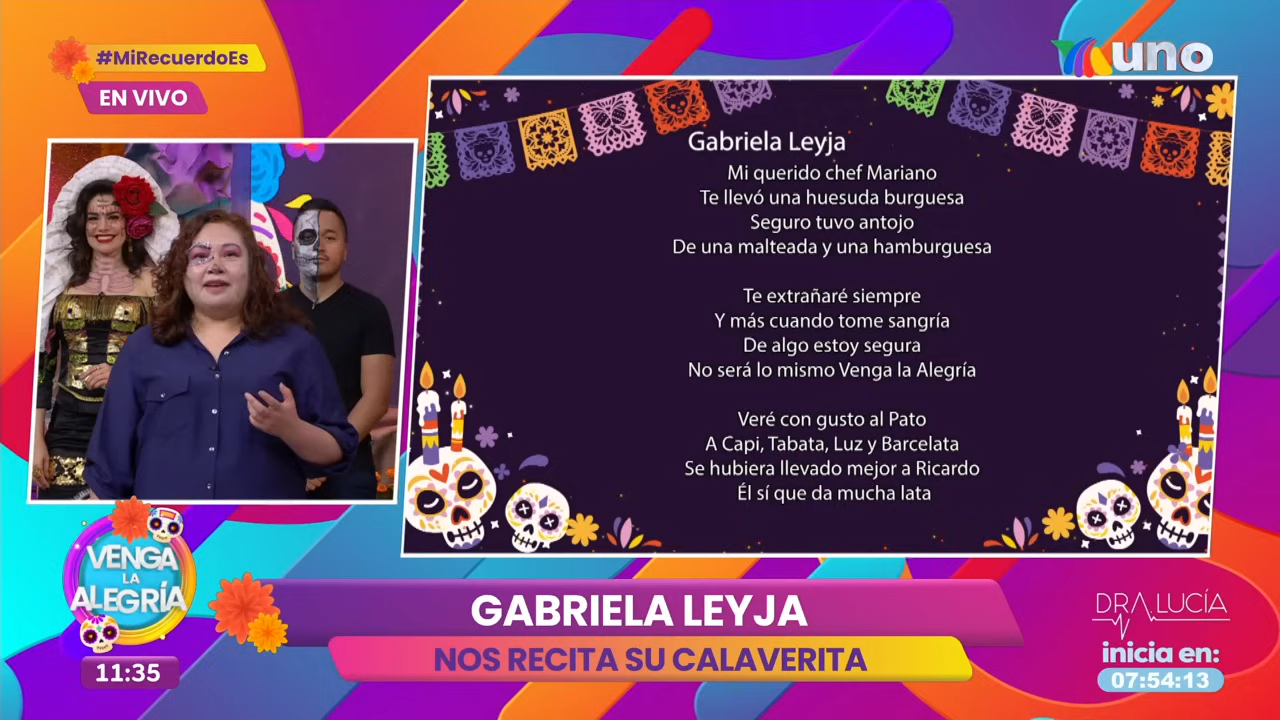 #MiRecuerdoEs
EN VIVO
uno
Gabriela Leyja
Mi querido chef Mariano
Te llevó una huesuda burguesa
Seguro tuvo antojo
De una malteada y una hamburguesa
Te extrañaré siempre
Y más cuando tome sangría
De algo estoy segura
No será lo mismo Venga la Alegría
Veré con gusto al Pato
A Capi, Tabata, Luz y Barcelata
Se hubiera llevado mejor a Ricardo
Él sí que da mucha lata
VENGA
LA
ALEGRÍA
11:35
GABRIELA LEYJA
NOS RECITA SU CALAVERITA
DRA. LUCÍA
inicia en:
07:54:13